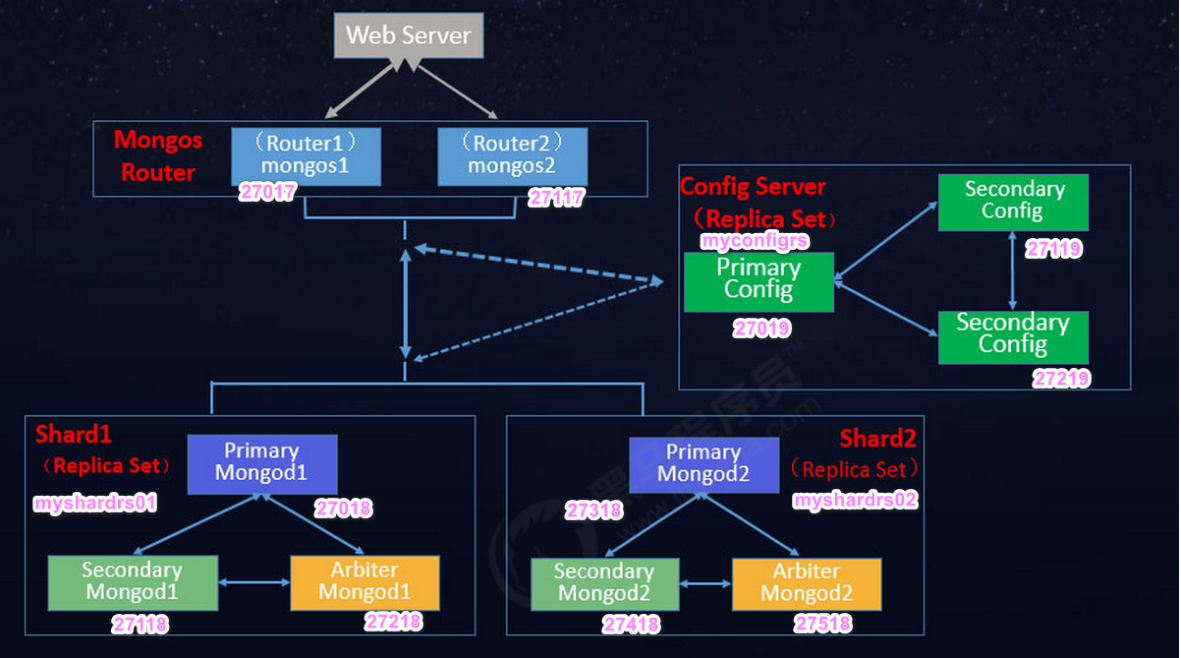 Web Server
Mongos
Router
（Router1）
mongos1
27017
（Router2）
mongos2
27117
Config Server
（Replica Set）
myconfigrs
Primary
Config
27019
Secondary
Config
27119
Secondary
Config
27219
Shard1
（Replica Set）
myshardrs01
Primary
Mongod1
27018
Secondary
Mongod1
27118
Arbiter
Mongod1
27218
Shard2
（Replica Set）
myshardrs02
Primary
Mongod2
27318
Secondary
Mongod2
27418
Arbiter
Mongod2
27518